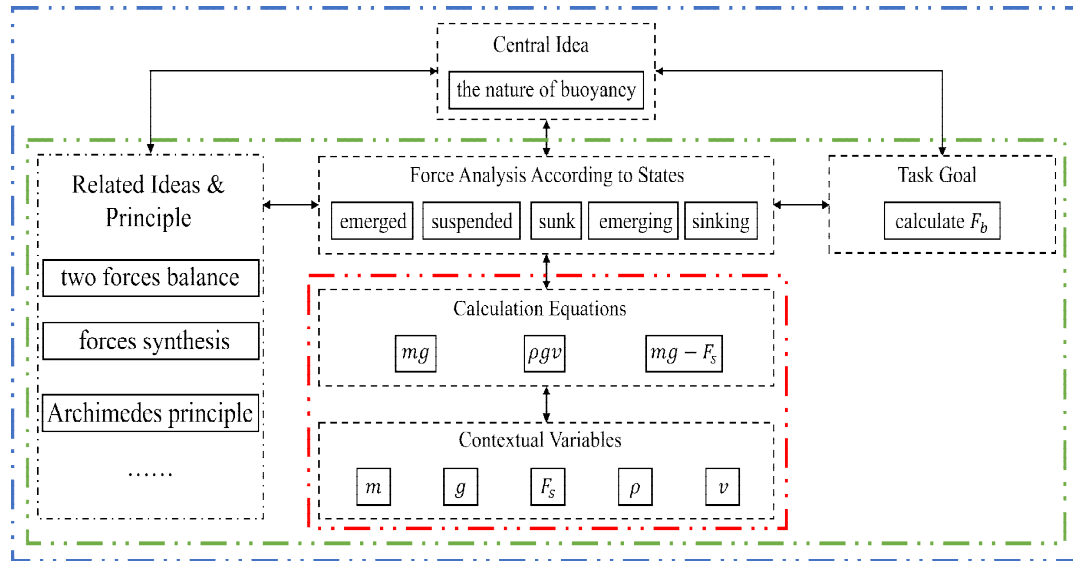 Central Idea
the nature of buoyancy
Related Ideas &
Principle
two forces balance
forces synthesis
Archimedes principle
……
Force Analysis According to States
emerged suspended sunk emerging sinking
Task Goal
calculate F_b
Calculation Equations
mg ρgv mg − F_s
Contextual Variables
m g F_s ρ v